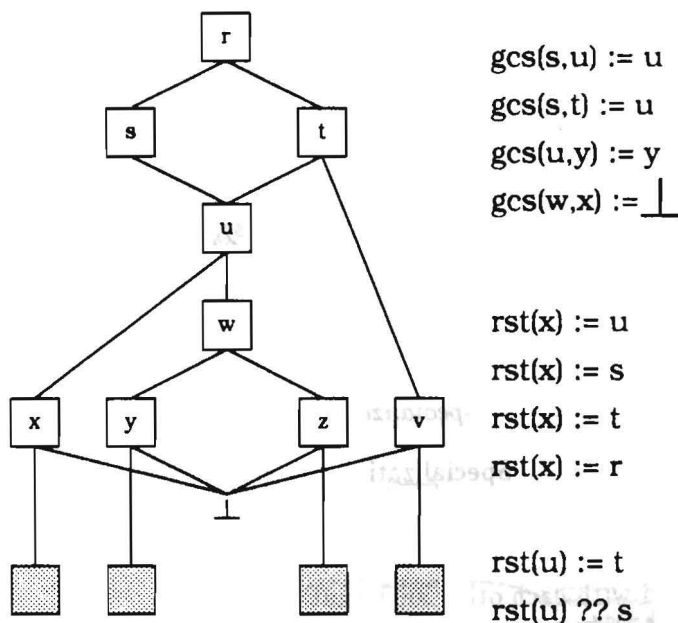 r
s
t
u
w
x
y
z
v
⊥
gcs(s,u) := u
gcs(s,t) := u
gcs(u,y) := y
gcs(w,x) := ⊥
rst(x) := u
rst(x) := s
rst(x) := t
rst(x) := r
rst(u) := t
rst(u) ?? s